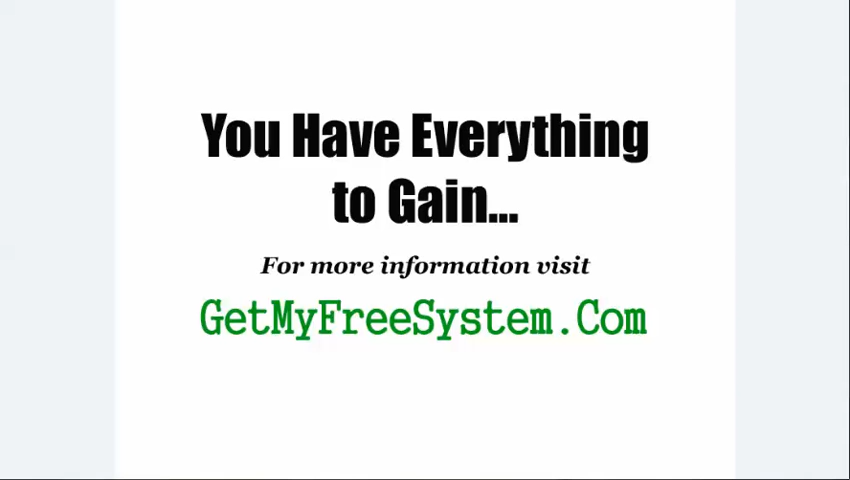 You Have Everything
to Gain...
For more information visit
GetMyFreeSystem.Com